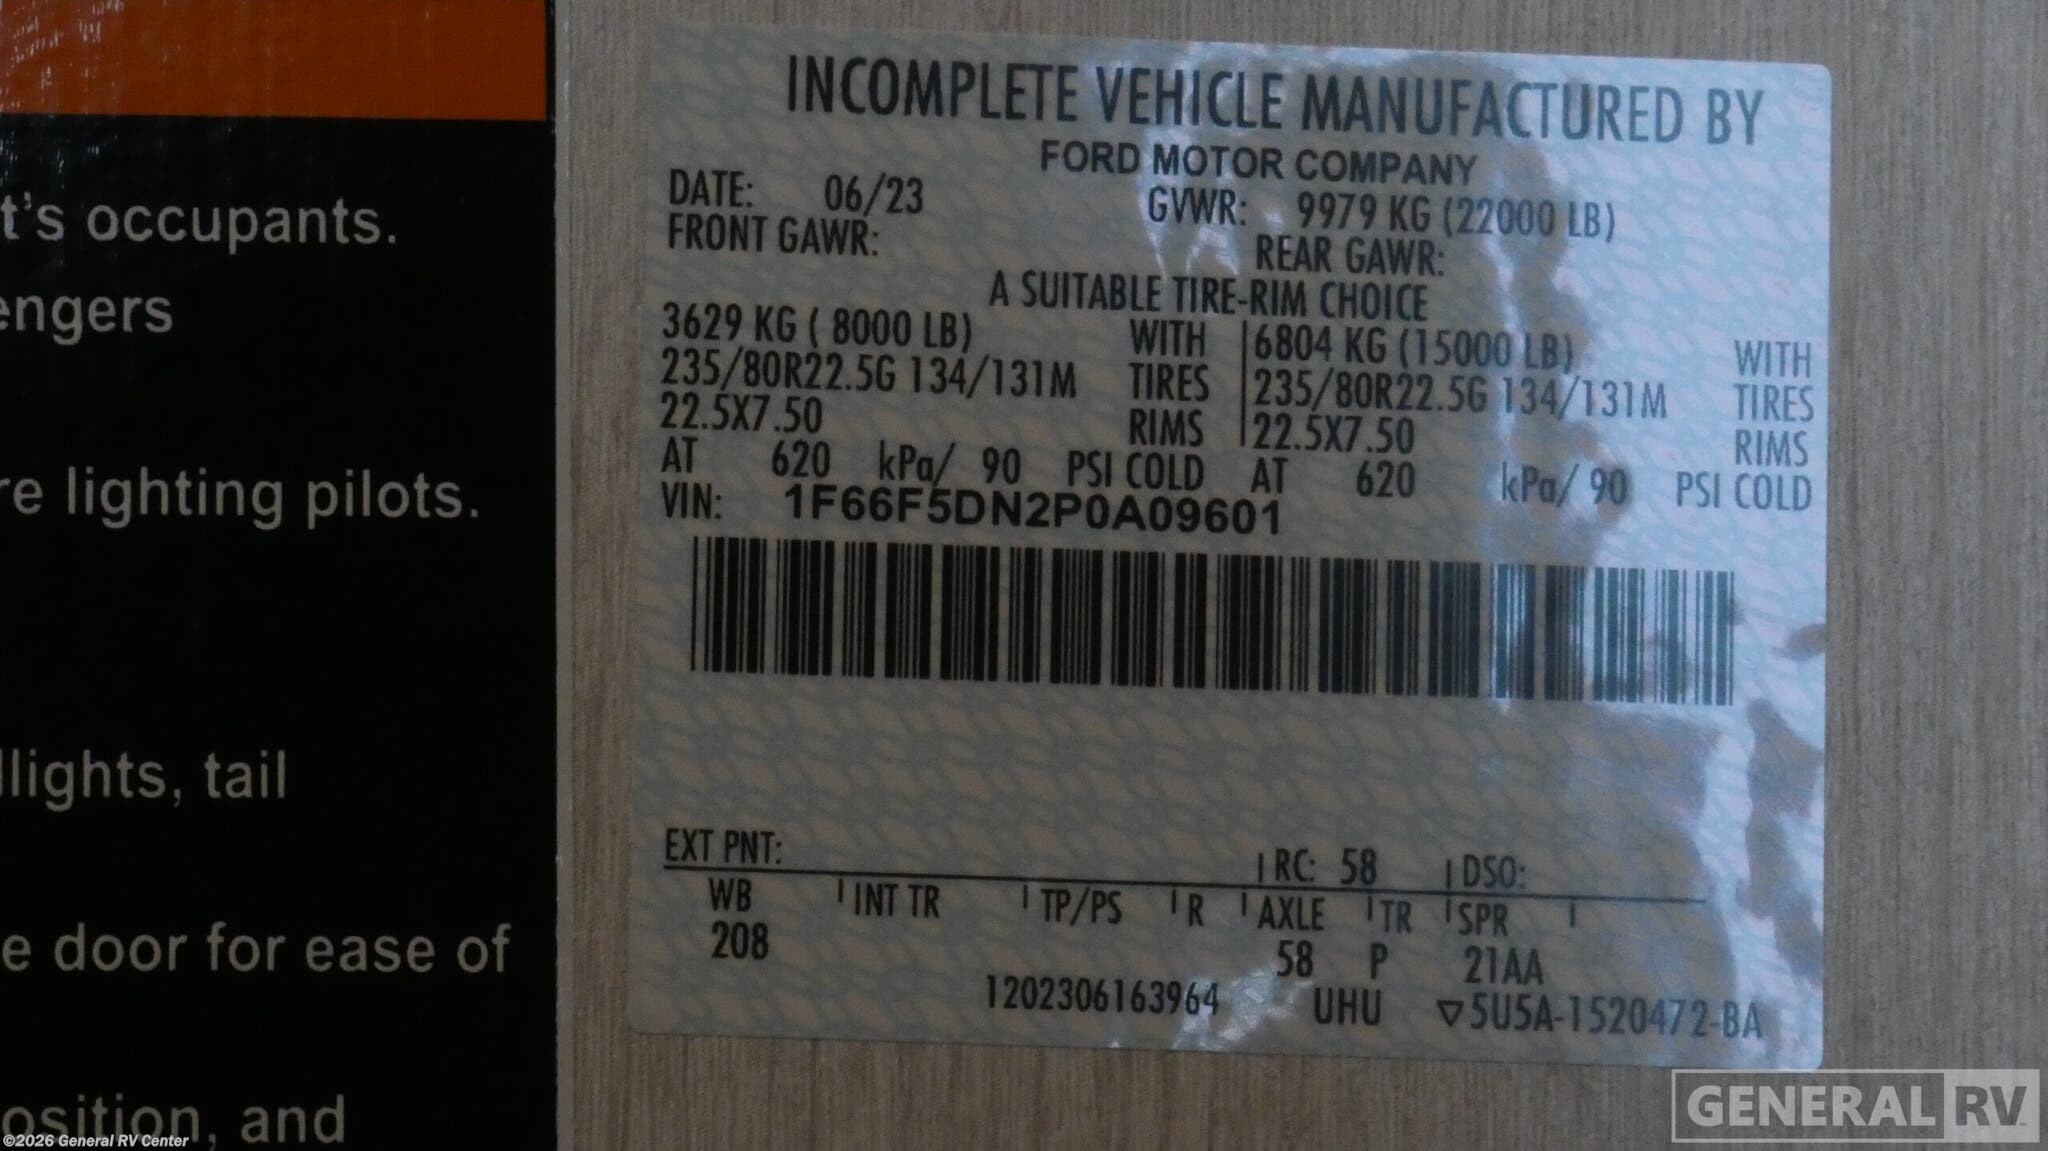 t's occupants.
engers
re lighting pilots.
llights, tail
e door for ease of
osition, and
INCOMPLETE VEHICLE MANUFACTURED BY
FORD MOTOR COMPANY
DATE: 06/23 GVWR: 9979 KG (22000 LB)
FRONT GAWR: REAR GAWR:
A SUITABLE TIRE-RIM CHOICE
3629 KG ( 8000 LB) WITH 6804 KG (15000 LB) WITH
235/80R22.5G 134/131M TIRES 235/80R22.5G 134/131M TIRES
22.5X7.50 RIMS 22.5X7.50 RIMS
AT 620 kPa/ 90 PSI COLD AT 620 kPa/ 90 PSI COLD
VIN: 1F66F5DN2P0A09601
EXT PNT: RC: 58 DSO:
WB INT TR TP/PS R AXLE TR SPR
208 58 P 21AA
1202306163964 UHU ▽5U5A-1520472-BA
GENERAL RV
©2026 General RV Center